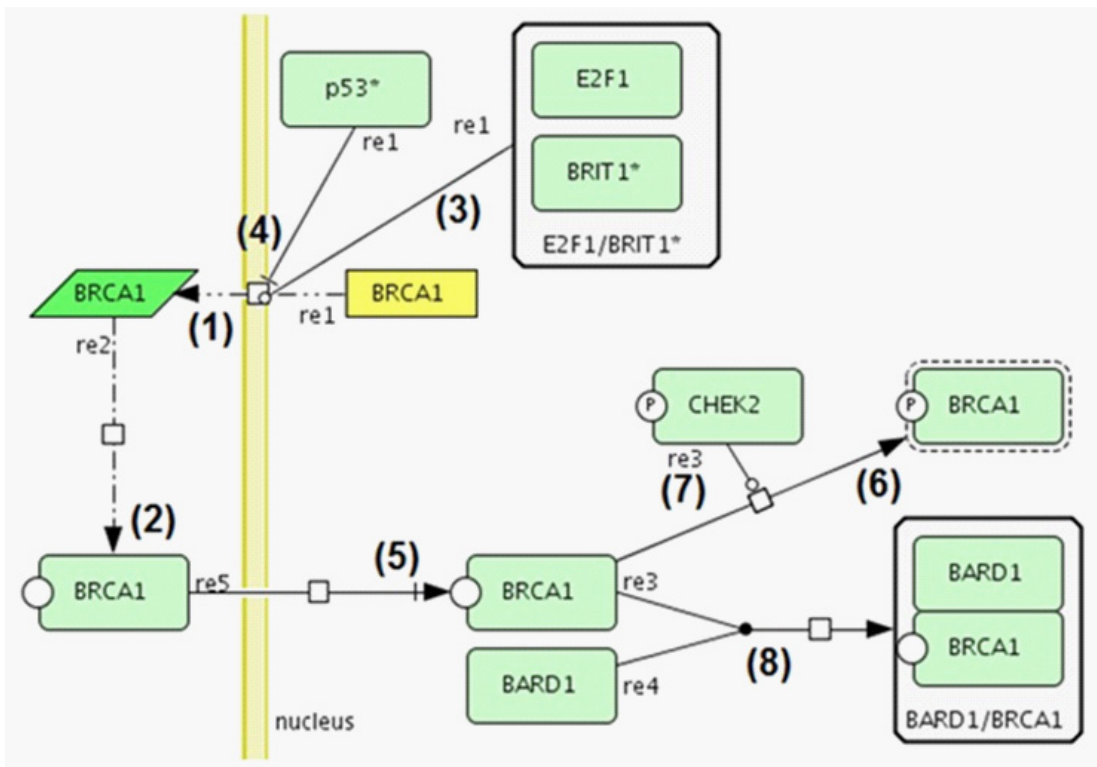 p53*
re1
re1
E2F1
BRIT1*
E2F1/BRIT1*
(3)
(4)
BRCA1
(1)
re1
BRCA1
re2
(2)
BRCA1
re5
(5)
nucleus
P
CHEK2
re3
(7)
P
BRCA1
(6)
BRCA1
re3
BARD1
re4
(8)
BARD1
BRCA1
BARD1/BRCA1